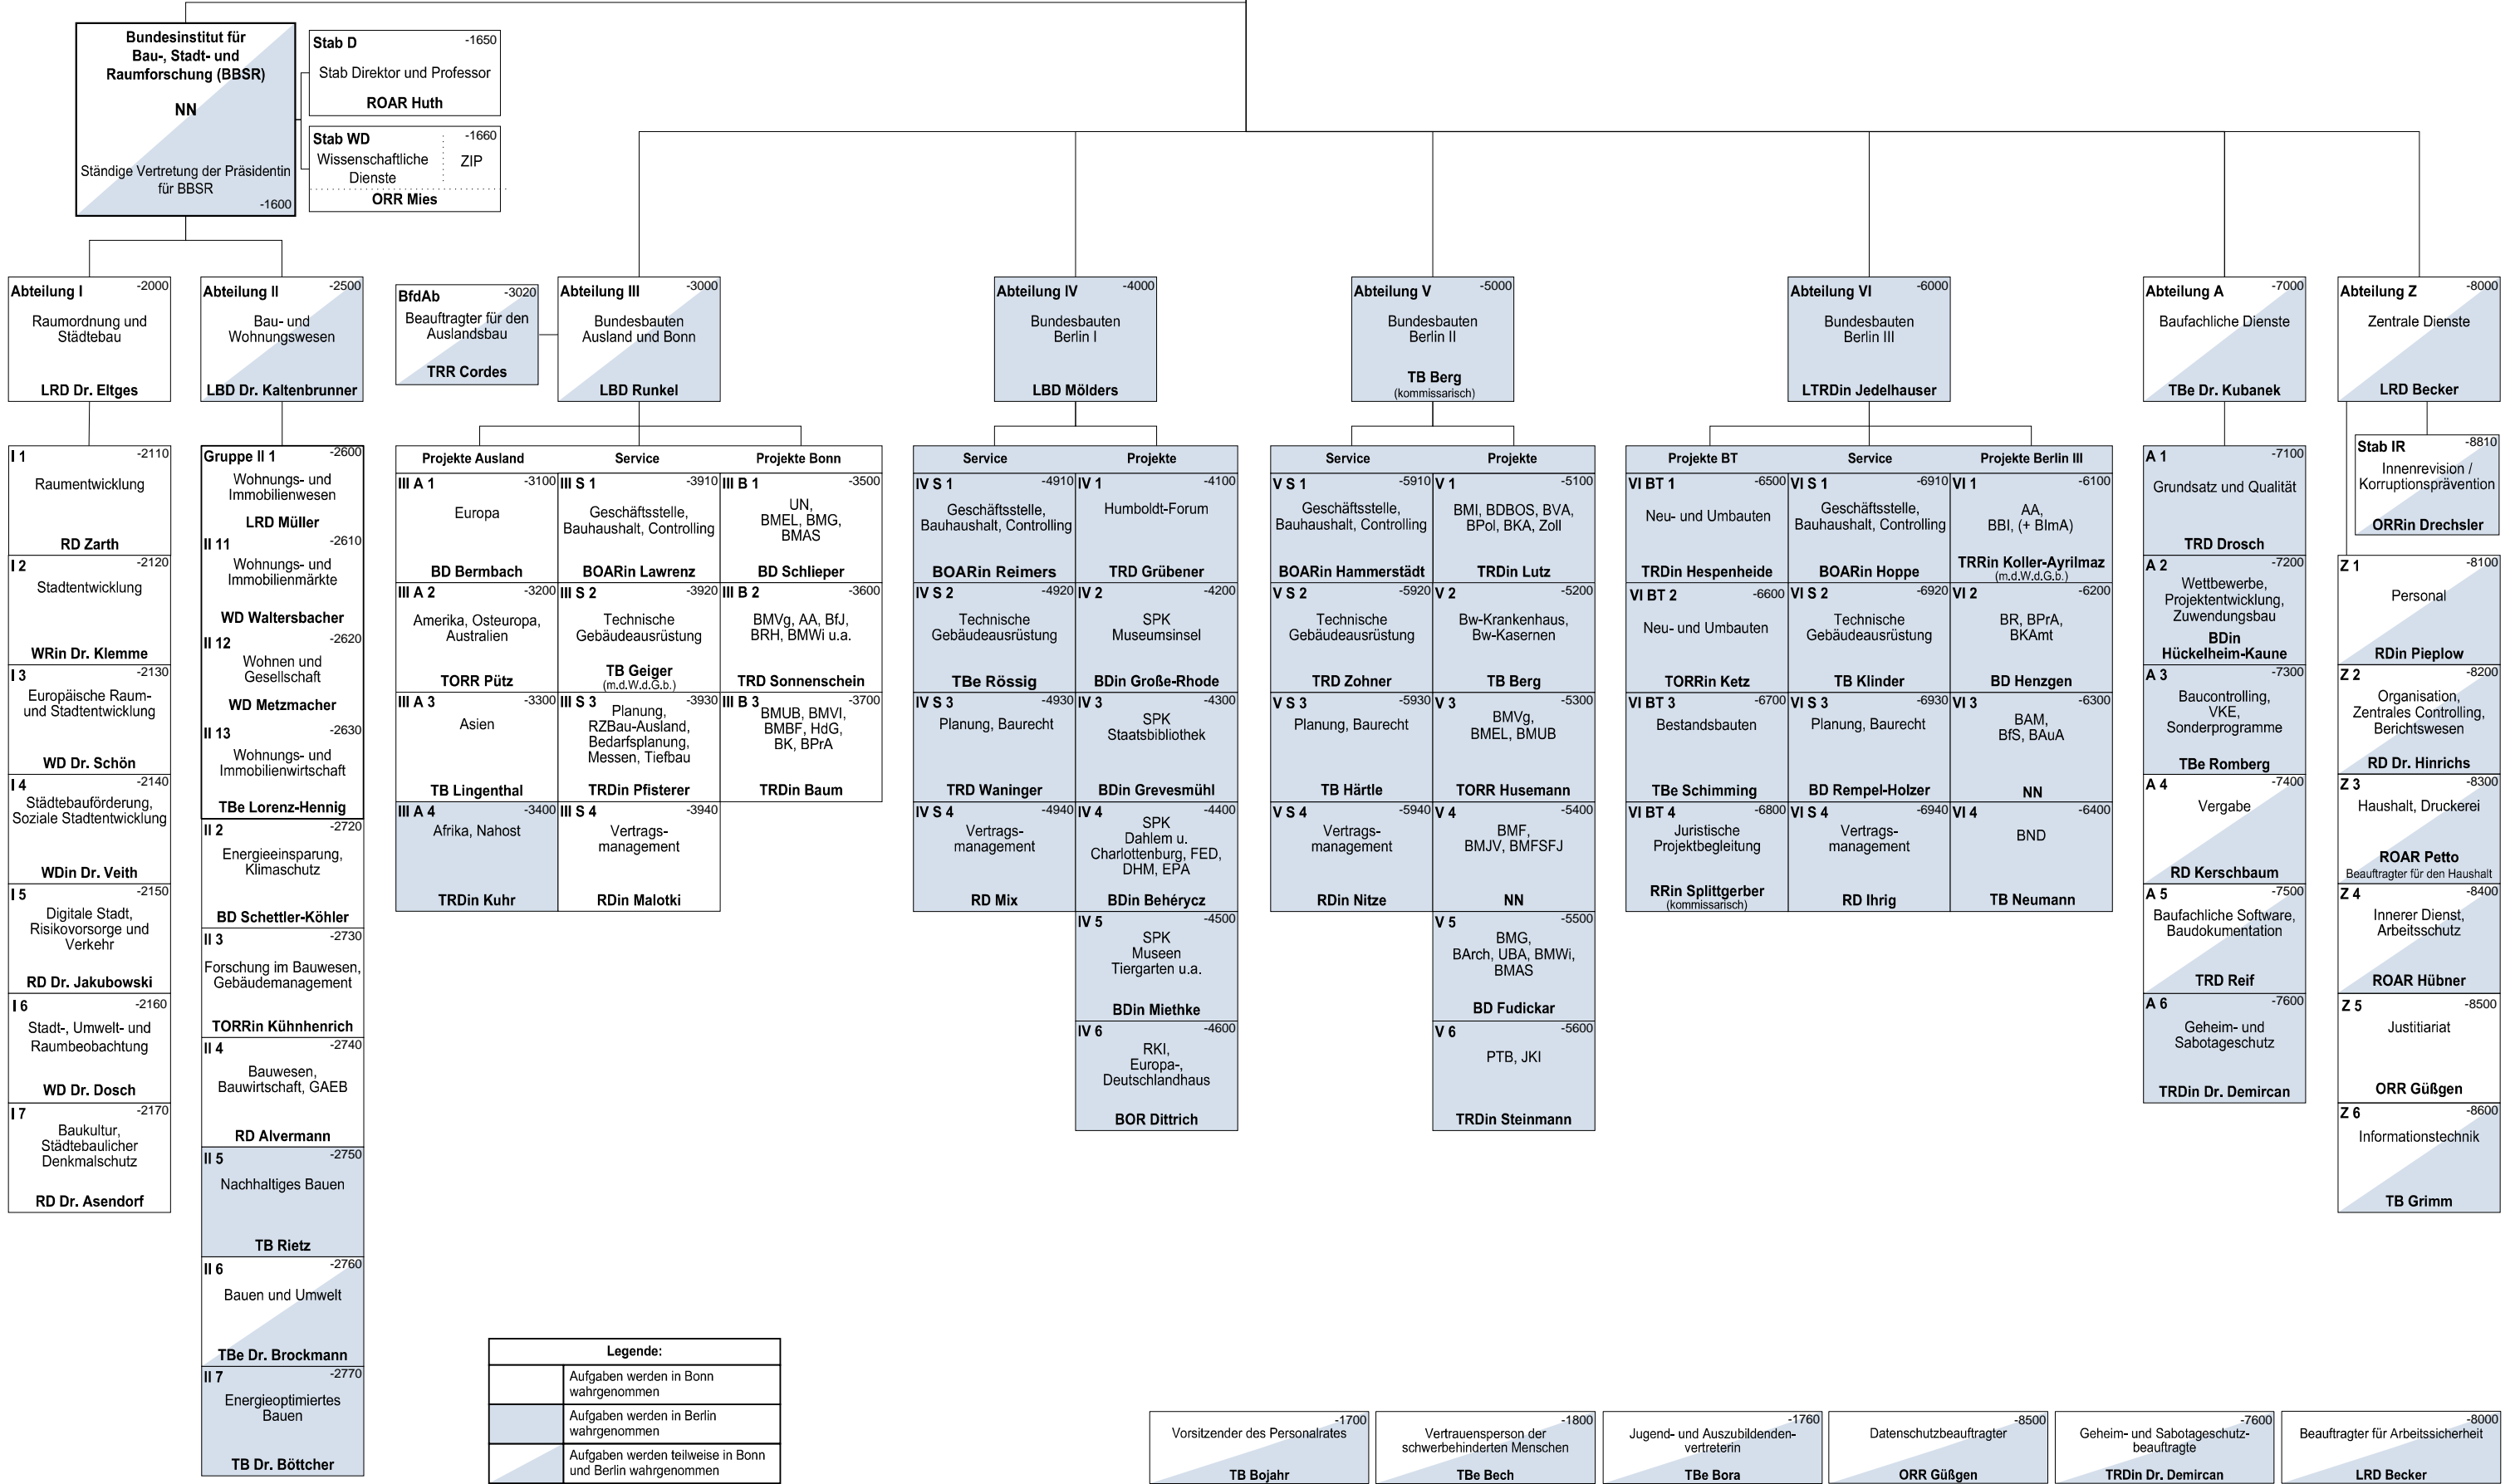 Bundesinstitut für
Bau-, Stadt- und
Raumforschung (BBSR)
NN
Ständige Vertretung der Präsidentin
für BBSR
-1600
Stab D -1650
Stab Direktor und Professor
ROAR Huth
Stab WD -1660
Wissenschaftliche
Dienste
ZIP
ORR Mies
Abteilung I -2000
Raumordnung und
Städtebau
LRD Dr. Eltges
Abteilung II -2500
Bau- und
Wohnungswesen
LBD Dr. Kaltenbrunner
BfdAb -3020
Beauftragter für den
Auslandsbau
TRR Cordes
Abteilung III -3000
Bundesbauten
Ausland und Bonn
LBD Runkel
Abteilung IV -4000
Bundesbauten
Berlin I
LBD Mölders
Abteilung V -5000
Bundesbauten
Berlin II
TB Berg
(kommissarisch)
Abteilung VI -6000
Bundesbauten
Berlin III
LTRDin Jedelhauser
Abteilung A -7000
Baufachliche Dienste
TBe Dr. Kubanek
Abteilung Z -8000
Zentrale Dienste
LRD Becker
I 1 -2110
Raumentwicklung
RD Zarth
I 2 -2120
Stadtentwicklung
WRin Dr. Klemme
I 3 -2130
Europäische Raum-
und Stadtentwicklung
WD Dr. Schön
I 4 -2140
Städtebauförderung,
Soziale Stadtentwicklung
WDin Dr. Veith
I 5 -2150
Digitale Stadt,
Risikovorsorge und
Verkehr
RD Dr. Jakubowski
I 6 -2160
Stadt-, Umwelt- und
Raumbeobachtung
WD Dr. Dosch
I 7 -2170
Baukultur,
Städtebaulicher
Denkmalschutz
RD Dr. Asendorf
Gruppe II 1 -2600
Wohnungs- und
Immobilienwesen
LRD Müller
II 11 -2610
Wohnungs- und
Immobilienmärkte
WD Waltersbacher
II 12 -2620
Wohnen und
Gesellschaft
WD Metzmacher
II 13 -2630
Wohnungs- und
Immobilienwirtschaft
TBe Lorenz-Hennig
II 2 -2720
Energieeinsparung,
Klimaschutz
BD Schettler-Köhler
II 3 -2730
Forschung im Bauwesen,
Gebäudemanagement
TORRin Kühnhenrich
II 4 -2740
Bauwesen,
Bauwirtschaft, GAEB
RD Alvermann
II 5 -2750
Nachhaltiges Bauen
TB Rietz
II 6 -2760
Bauen und Umwelt
TBe Dr. Brockmann
II 7 -2770
Energieoptimiertes
Bauen
TB Dr. Böttcher
Projekte Ausland
III A 1 -3100
Europa
BD Bermbach
III A 2 -3200
Amerika, Osteuropa,
Australien
TORR Pütz
III A 3 -3300
Asien
TB Lingenthal
III A 4 -3400
Afrika, Nahost
TRDin Kuhr
Service
III S 1 -3910
Geschäftsstelle,
Bauhaushalt, Controlling
BOARin Lawrenz
III S 2 -3920
Technische
Gebäudeausrüstung
TB Geiger
(m.d.W.d.G.b.)
III S 3 -3930
Planung,
RZBau-Ausland,
Bedarfsplanung,
Messen, Tiefbau
TRDin Pfisterer
III S 4 -3940
Vertrags-
management
RDin Malotki
Projekte Bonn
III B 1 -3500
UN,
BMEL, BMG,
BMAS
BD Schlieper
III B 2 -3600
BMVg, AA, BfJ,
BRH, BMWi u.a.
TRD Sonnenschein
III B 3 -3700
BMUB, BMVI,
BMBF, HdG,
BK, BPrA
TRDin Baum
Service
IV S 1 -4910
Geschäftsstelle,
Bauhaushalt, Controlling
BOARin Reimers
IV S 2 -4920
Technische
Gebäudeausrüstung
TBe Rössig
IV S 3 -4930
Planung, Baurecht
TRD Waninger
IV S 4 -4940
Vertrags-
management
RD Mix
Projekte
IV 1 -4100
Humboldt-Forum
TRD Grübener
IV 2 -4200
SPK
Museumsinsel
BDin Große-Rhode
IV 3 -4300
SPK
Staatsbibliothek
BDin Grevesmühl
IV 4 -4400
SPK
Dahlem u.
Charlottenburg, FED,
DHM, EPA
BDin Behérycz
IV 5 -4500
SPK
Museen
Tiergarten u.a.
BDin Miethke
IV 6 -4600
RKI,
Europa-,
Deutschlandhaus
BOR Dittrich
Service
V S 1 -5910
Geschäftsstelle,
Bauhaushalt, Controlling
BOARin Hammerstädt
V S 2 -5920
Technische
Gebäudeausrüstung
TRD Zohner
V S 3 -5930
Planung, Baurecht
TB Härtle
V S 4 -5940
Vertrags-
management
RDin Nitze
Projekte
V 1 -5100
BMI, BDBOS, BVA,
BPol, BKA, Zoll
TRDin Lutz
V 2 -5200
Bw-Krankenhaus,
Bw-Kasernen
TB Berg
V 3 -5300
BMVg,
BMEL, BMUB
TORR Husemann
V 4 -5400
BMF,
BMJV, BMFSFJ
NN
V 5 -5500
BMG,
BArch, UBA, BMWi,
BMAS
BD Fudickar
V 6 -5600
PTB, JKI
TRDin Steinmann
Projekte BT
VI BT 1 -6500
Neu- und Umbauten
TRDin Hespenheide
VI BT 2 -6600
Neu- und Umbauten
TORRin Ketz
VI BT 3 -6700
Bestandsbauten
TBe Schimming
VI BT 4 -6800
Juristische
Projektbegleitung
RRin Splittgerber
(kommissarisch)
Service
VI S 1 -6910
Geschäftsstelle,
Bauhaushalt, Controlling
BOARin Hoppe
VI S 2 -6920
Technische
Gebäudeausrüstung
TB Klinder
VI S 3 -6930
Planung, Baurecht
BD Rempel-Holzer
VI S 4 -6940
Vertrags-
management
RD Ihrig
Projekte Berlin III
VI 1 -6100
AA,
BBI, (+ BImA)
TRRin Koller-Ayrilmaz
(m.d.W.d.G.b.)
VI 2 -6200
BR, BPrA,
BKAmt
BD Henzgen
VI 3 -6300
BAM,
BfS, BAuA
NN
VI 4 -6400
BND
TB Neumann
A 1 -7100
Grundsatz und Qualität
TRD Drosch
A 2 -7200
Wettbewerbe,
Projektentwicklung,
Zuwendungsbau
BDin
Hückelheim-Kaune
A 3 -7300
Baucontrolling,
VKE,
Sonderprogramme
TBe Romberg
A 4 -7400
Vergabe
RD Kerschbaum
A 5 -7500
Baufachliche Software,
Baudokumentation
TRD Reif
A 6 -7600
Geheim- und
Sabotageschutz
TRDin Dr. Demircan
Stab IR -8810
Innenrevision /
Korruptionsprävention
ORRin Drechsler
Z 1 -8100
Personal
RDin Pieplow
Z 2 -8200
Organisation,
Zentrales Controlling,
Berichtswesen
RD Dr. Hinrichs
Z 3 -8300
Haushalt, Druckerei
ROAR Petto
Beauftragter für den Haushalt
Z 4 -8400
Innerer Dienst,
Arbeitsschutz
ROAR Hübner
Z 5 -8500
Justitiariat
ORR Güßgen
Z 6 -8600
Informationstechnik
TB Grimm
Legende:
Aufgaben werden in Bonn
wahrgenommen
Aufgaben werden in Berlin
wahrgenommen
Aufgaben werden teilweise in Bonn
und Berlin wahrgenommen
-1700
Vorsitzender des Personalrates
TB Bojahr
-1800
Vertrauensperson der
schwerbehinderten Menschen
TBe Bech
-1760
Jugend- und Auszubildenden-
vertreterin
TBe Bora
-8500
Datenschutzbeauftragter
ORR Güßgen
-7600
Geheim- und Sabotageschutz-
beauftragte
TRDin Dr. Demircan
-8000
Beauftragter für Arbeitssicherheit
LRD Becker